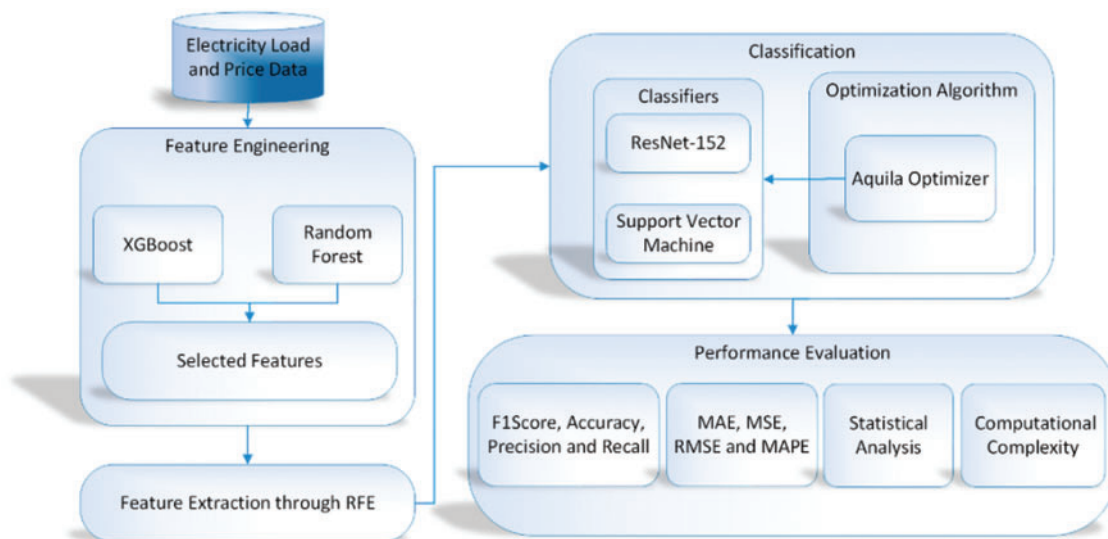 Electricity Load
and Price Data
Feature Engineering
XGBoost
Random
Forest
Selected Features
Feature Extraction through RFE
Classification
Classifiers
ResNet-152
Support Vector
Machine
Optimization Algorithm
Aquila Optimizer
Performance Evaluation
F1Score, Accuracy,
Precision and Recall
MAE, MSE,
RMSE and MAPE
Statistical
Analysis
Computational
Complexity